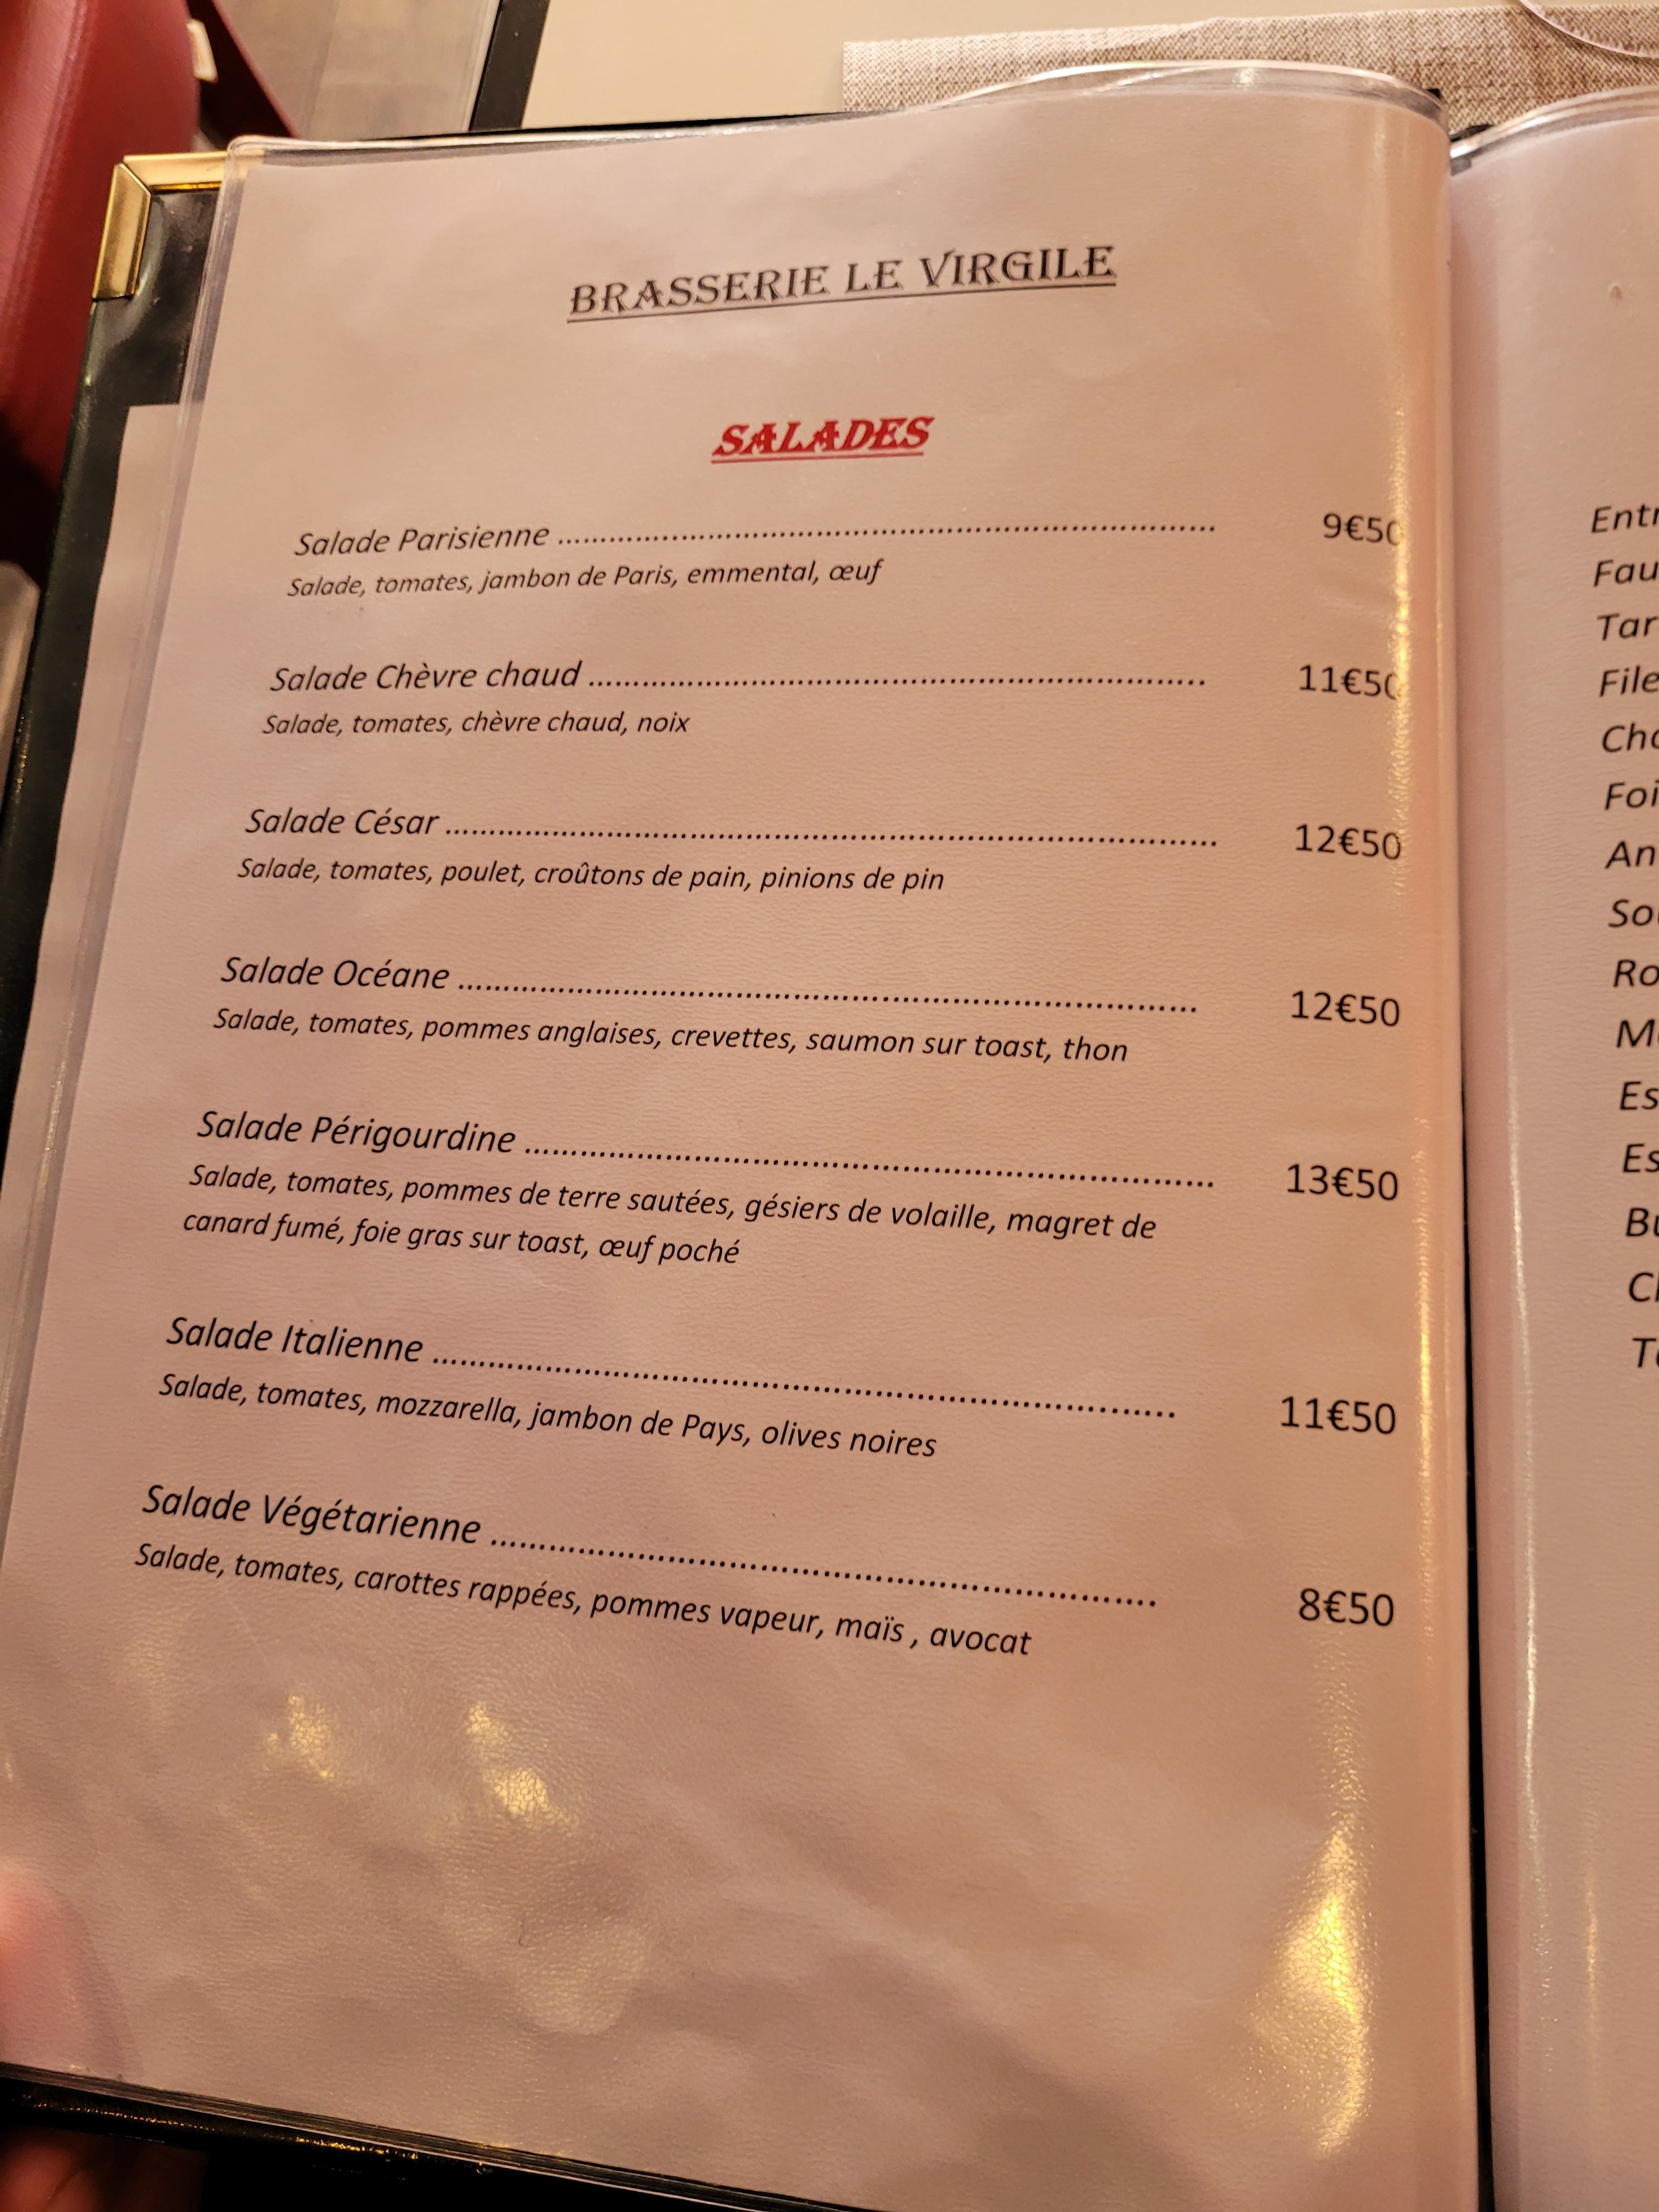 BRASSERIE LE VIRGILE
SALADES
Salade Parisienne ........................ 9€50
Salade, tomates, jambon de Paris, emmental, œuf
Salade Chèvre chaud ........................ 11€50
Salade, tomates, chèvre chaud, noix
Salade César ........................ 12€50
Salade, tomates, poulet, croûtons de pain, pinions de pin
Salade Océane ........................ 12€50
Salade, tomates, pommes anglaises, crevettes, saumon sur toast, thon
Salade Périgourdine ........................ 13€50
Salade, tomates, pommes de terre sautées, gésiers de volaille, magret de
canard fumé, foie gras sur toast, œuf poché
Salade Italienne ........................ 11€50
Salade, tomates, mozzarella, jambon de Pays, olives noires
Salade Végétarienne ........................ 8€50
Salade, tomates, carottes rappées, pommes vapeur, maïs , avocat